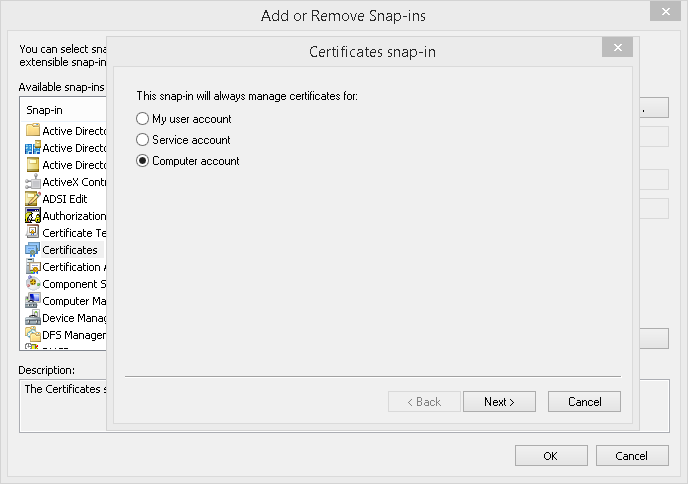 Add or Remove Snap-ins
You can select sna
extensible snap-in
Available snap-ins
Snap-in
Active Directo
Active Directo
Active Directo
ActiveX Cont
ADSI Edit
Authorization
Certificate Te
Certificates
Certification A
Component S
Computer Ma
Device Manag
DFS Manager
Description:
The Certificates s
OK
Cancel
Certificates snap-in
This snap-in will always manage certificates for:
My user account
Service account
Computer account
< Back
Next >
Cancel